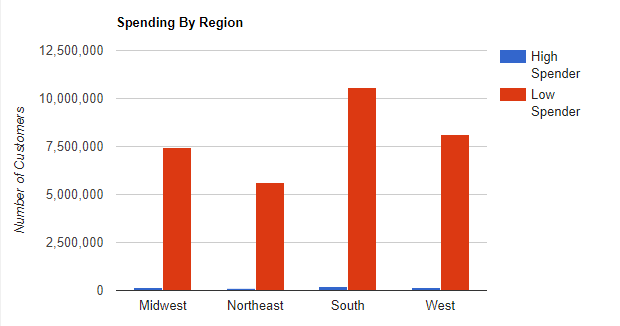 Spending By Region
12,500,000
10,000,000
7,500,000
5,000,000
2,500,000
0
Number of Customers
Midwest
Northeast
South
West
High
Spender
Low
Spender